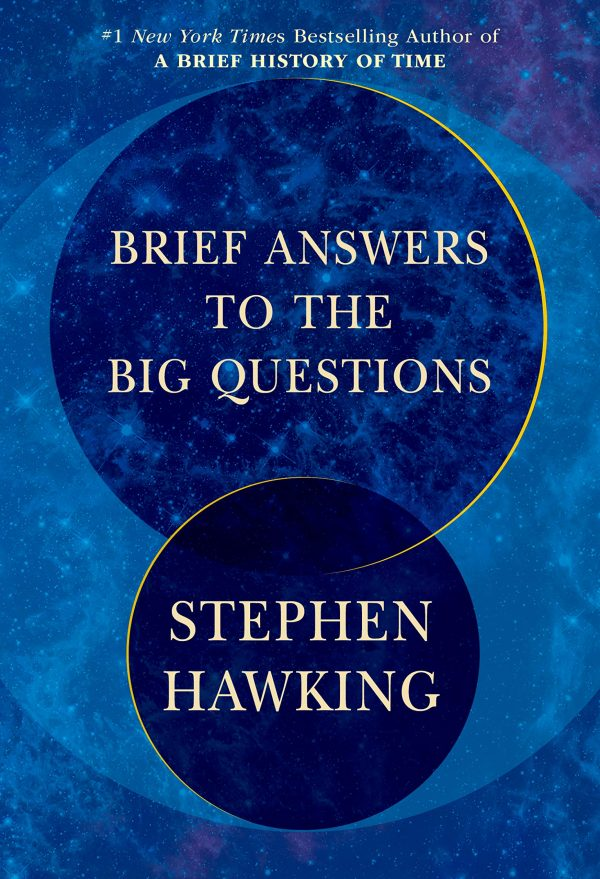 #1 New York Times Bestselling Author of
A BRIEF HISTORY OF TIME
BRIEF ANSWERS
TO THE
BIG QUESTIONS
STEPHEN
HAWKING